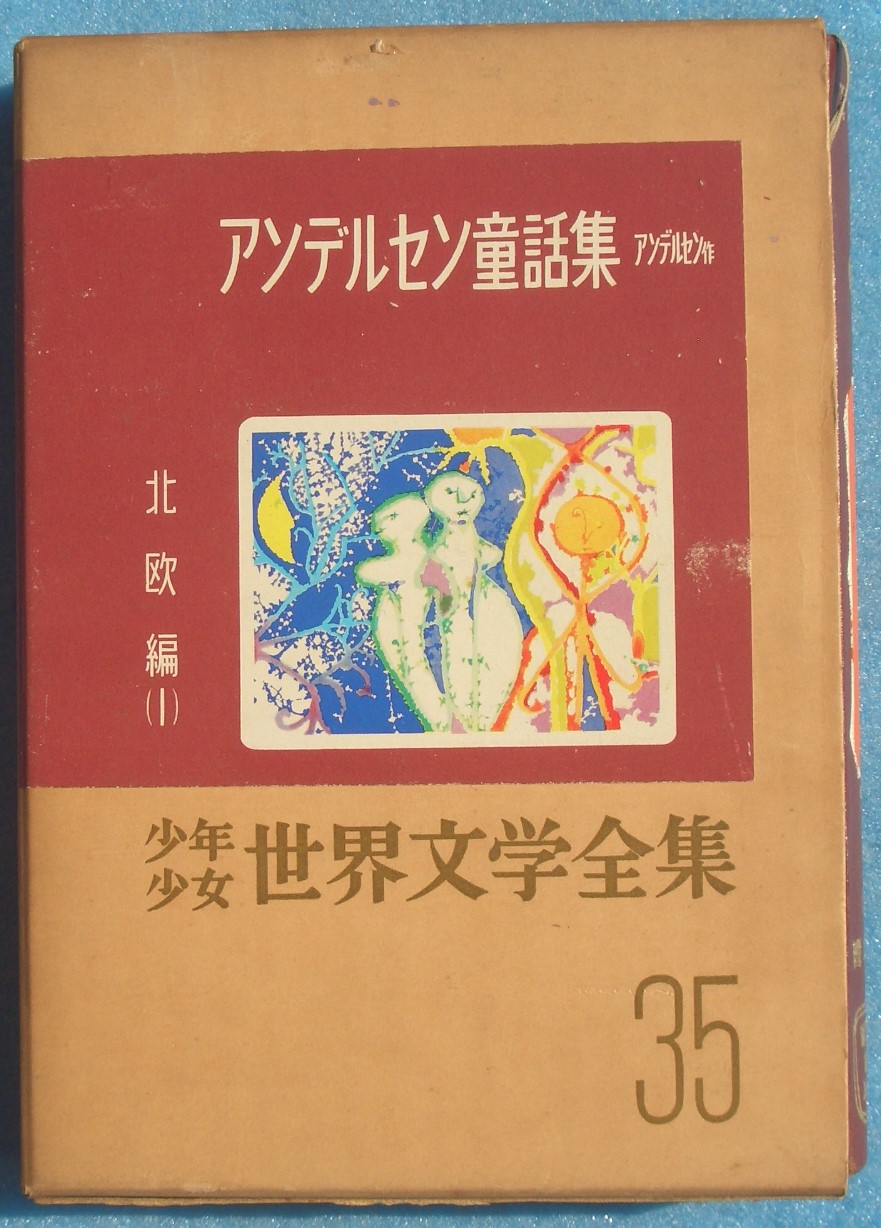 アンデルセン童話集 アンデルセン作
北欧編(1)
少年少女 世界文学全集
35